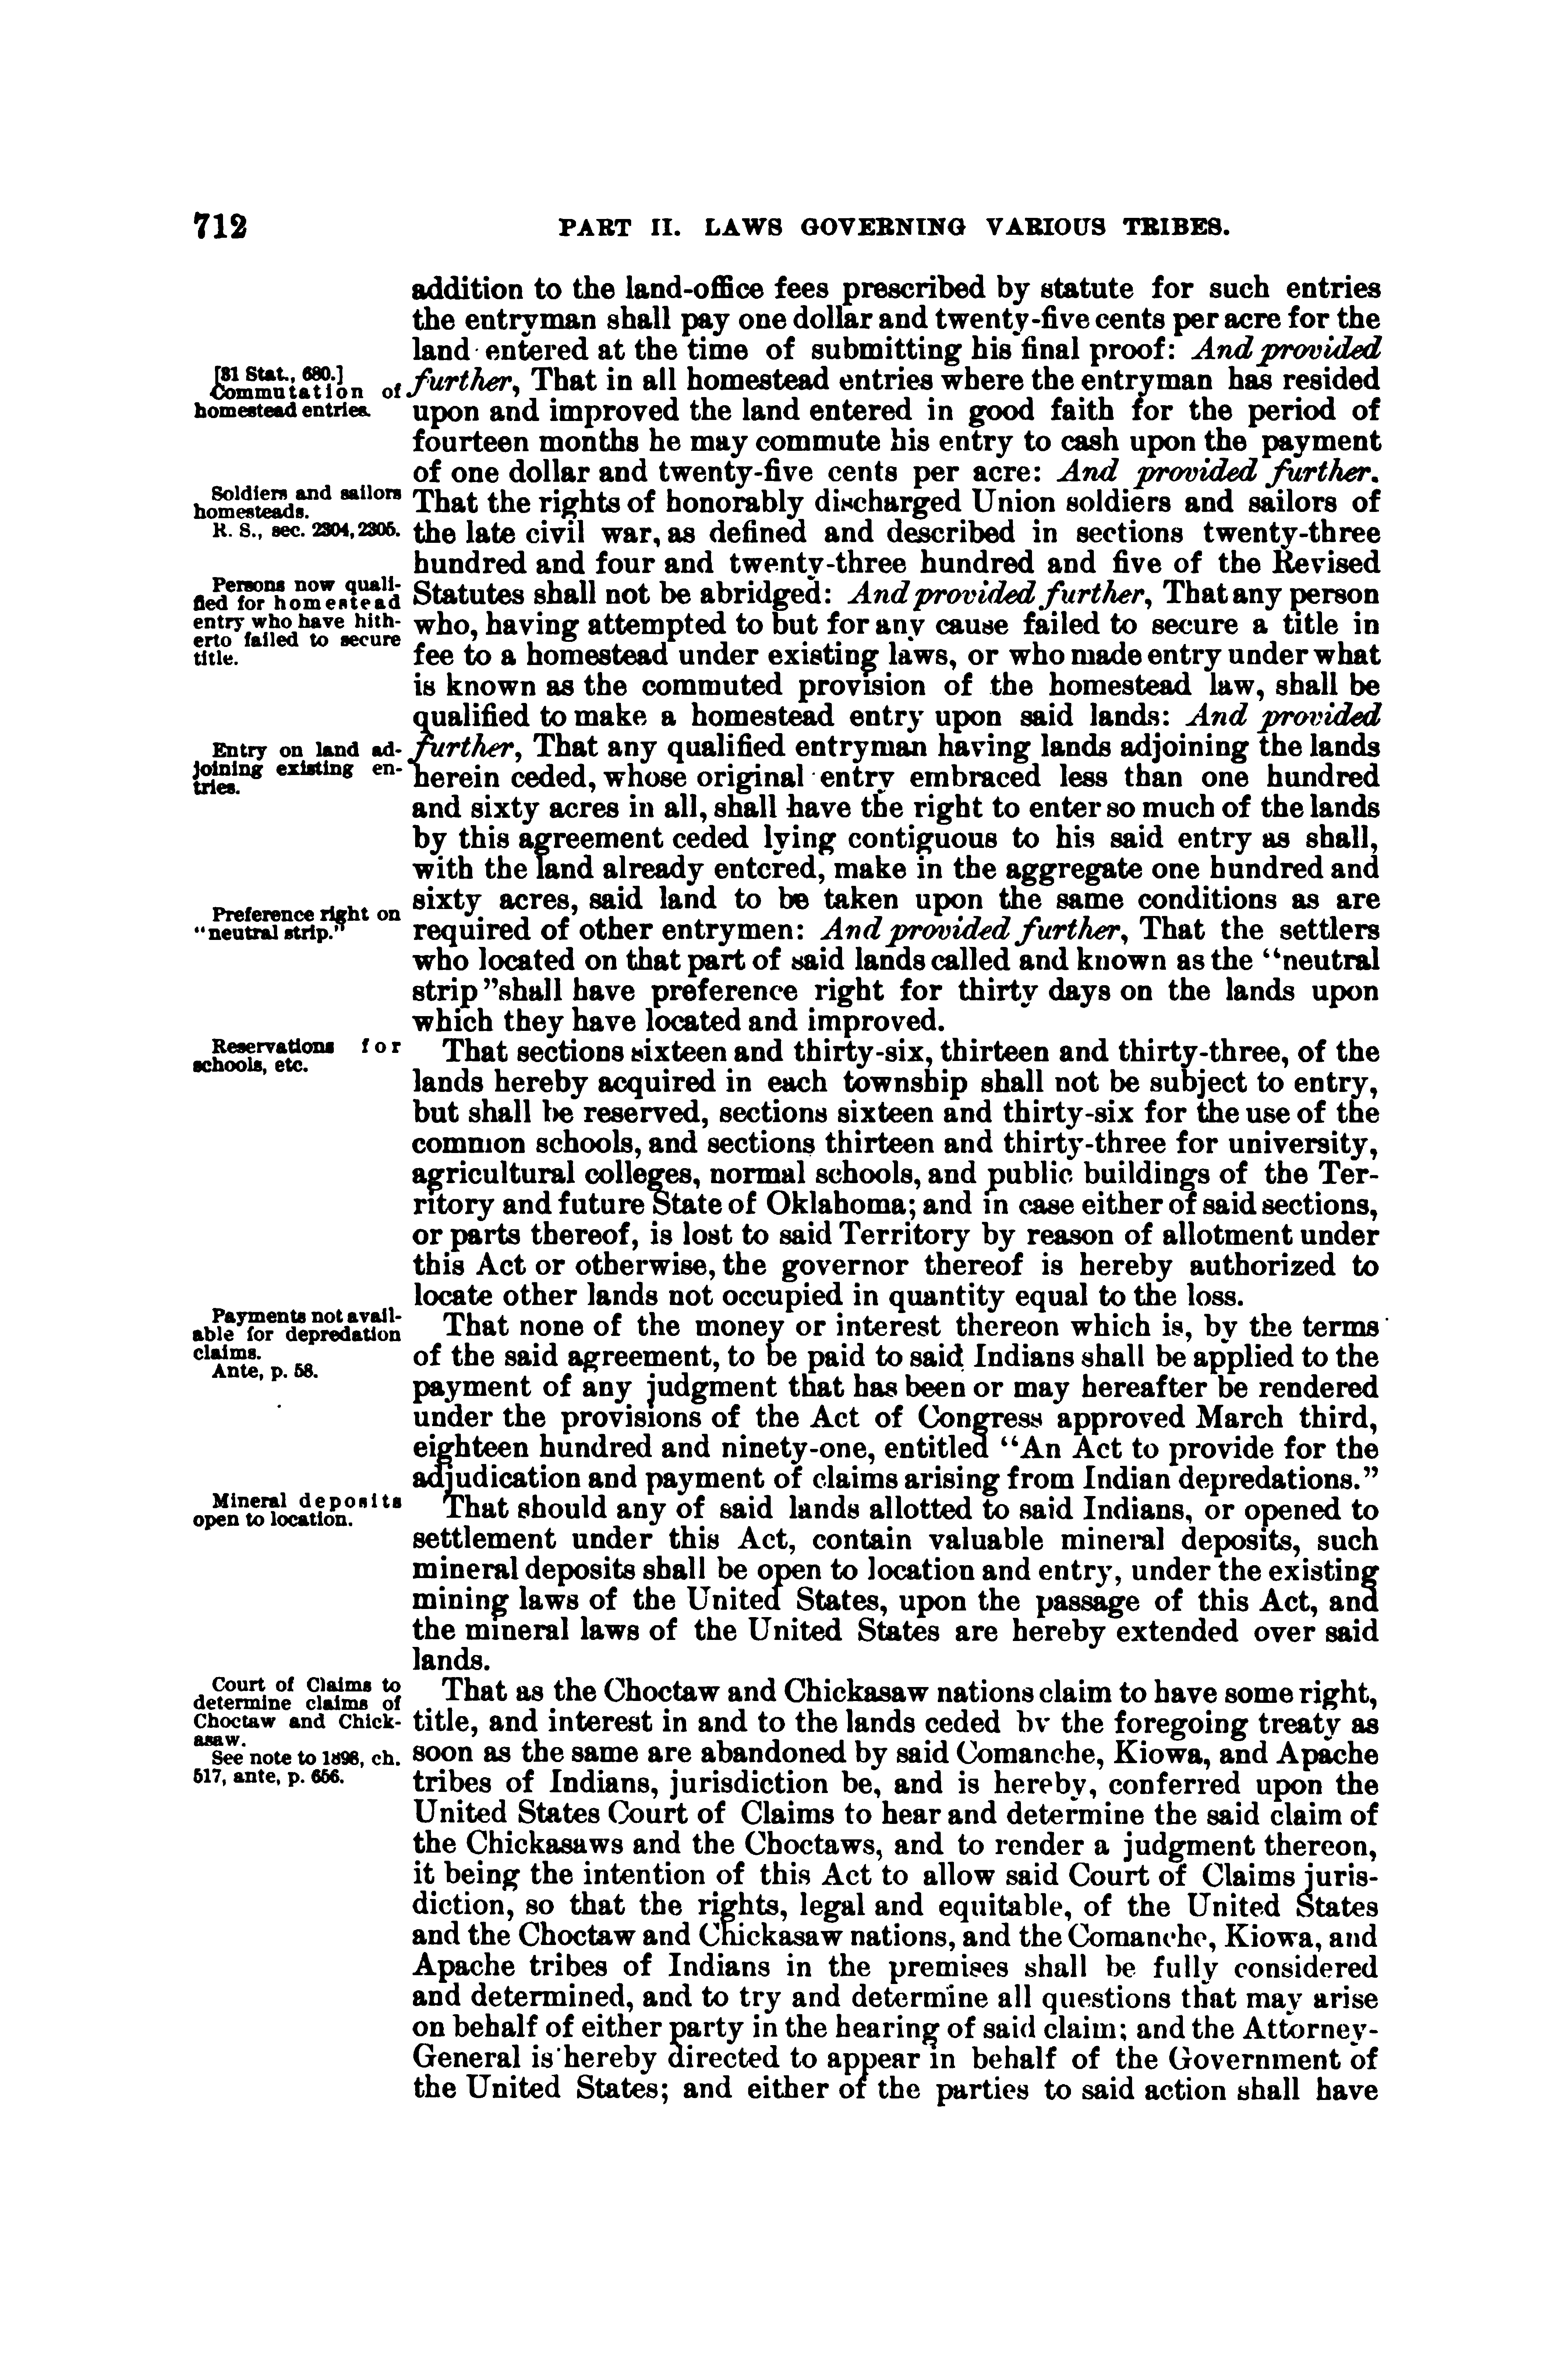 712
PART II. LAWS GOVERNING VARIOUS TRIBES.
addition to the land-office fees prescribed by statute for such entries
the entryman shall pay one dollar and twenty-five cents per acre for the
land entered at the time of submitting his final proof: And provided
[31 Stat., 680.]
Commutation of
homestead entries.
further, That in all homestead entries where the entryman has resided
upon and improved the land entered in good faith for the period of
fourteen months he may commute his entry to cash upon the payment
of one dollar and twenty-five cents per acre: And provided further.
Soldiers and sailors
homesteads.
R. S., sec. 2304, 2305.
That the rights of honorably discharged Union soldiers and sailors of
the late civil war, as defined and described in sections twenty-three
hundred and four and twenty-three hundred and five of the Revised
Persons now quali-
fied for homestead
entry who have hith-
erto failed to secure
title.
Statutes shall not be abridged: And provided further, That any person
who, having attempted to but for any cause failed to secure a title in
fee to a homestead under existing laws, or who made entry under what
is known as the commuted provision of the homestead law, shall be
qualified to make a homestead entry upon said lands: And provided
Entry on land ad-
joining existing en-
tries.
further, That any qualified entryman having lands adjoining the lands
herein ceded, whose original entry embraced less than one hundred
and sixty acres in all, shall have the right to enter so much of the lands
by this agreement ceded lying contiguous to his said entry as shall,
with the land already entered, make in the aggregate one hundred and
sixty acres, said land to be taken upon the same conditions as are
Preference right on
"neutral strip."
required of other entrymen: And provided further, That the settlers
who located on that part of said lands called and known as the "neutral
strip" shall have preference right for thirty days on the lands upon
which they have located and improved.
Reservations for
schools, etc.
That sections sixteen and thirty-six, thirteen and thirty-three, of the
lands hereby acquired in each township shall not be subject to entry,
but shall be reserved, sections sixteen and thirty-six for the use of the
common schools, and sections thirteen and thirty-three for university,
agricultural colleges, normal schools, and public buildings of the Ter-
ritory and future State of Oklahoma; and in case either of said sections,
or parts thereof, is lost to said Territory by reason of allotment under
this Act or otherwise, the governor thereof is hereby authorized to
locate other lands not occupied in quantity equal to the loss.
Payments not avail-
able for depredation
claims.
Ante, p. 58.
That none of the money or interest thereon which is, by the terms
of the said agreement, to be paid to said Indians shall be applied to the
payment of any judgment that has been or may hereafter be rendered
under the provisions of the Act of Congress approved March third,
eighteen hundred and ninety-one, entitled "An Act to provide for the
adjudication and payment of claims arising from Indian depredations."
Mineral deposits
open to location.
That should any of said lands allotted to said Indians, or opened to
settlement under this Act, contain valuable mineral deposits, such
mineral deposits shall be open to location and entry, under the existing
mining laws of the United States, upon the passage of this Act, and
the mineral laws of the United States are hereby extended over said
lands.
Court of Claims to
determine claims of
Choctaw and Chick-
asaw.
See note to 1898, ch.
517, ante, p. 656.
That as the Choctaw and Chickasaw nations claim to have some right,
title, and interest in and to the lands ceded by the foregoing treaty as
soon as the same are abandoned by said Comanche, Kiowa, and Apache
tribes of Indians, jurisdiction be, and is hereby, conferred upon the
United States Court of Claims to hear and determine the said claim of
the Chickasaws and the Choctaws, and to render a judgment thereon,
it being the intention of this Act to allow said Court of Claims juris-
diction, so that the rights, legal and equitable, of the United States
and the Choctaw and Chickasaw nations, and the Comanche, Kiowa, and
Apache tribes of Indians in the premises shall be fully considered
and determined, and to try and determine all questions that may arise
on behalf of either party in the hearing of said claim; and the Attorney-
General is hereby directed to appear in behalf of the Government of
the United States; and either of the parties to said action shall have